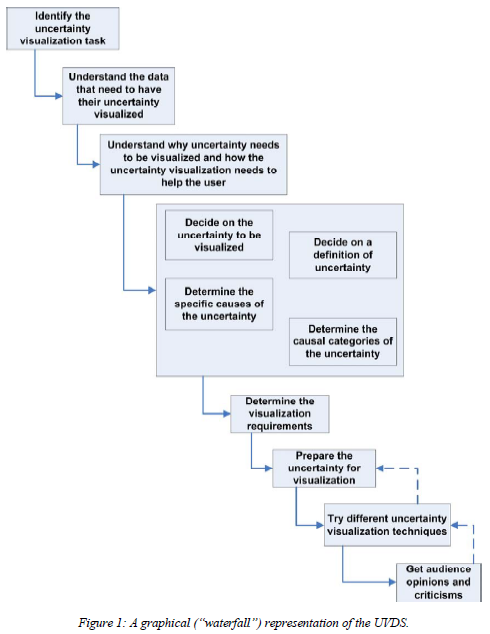 Identify the
uncertainty
visualization task
Understand the data
that need to have
their uncertainty
visualized
Understand why uncertainty needs
to be visualized and how the
uncertainty visualization needs to
help the user
Decide on the
uncertainty to be
visualized
Decide on a
definition of
uncertainty
Determine the
specific causes of
the uncertainty
Determine the
causal categories of
the uncertainty
Determine the
visualization
requirements
Prepare the
uncertainty for
visualization
Try different uncertainty
visualization techniques
Get audience
opinions and
criticisms
Figure 1: A graphical (“waterfall”) representation of the UVDS.